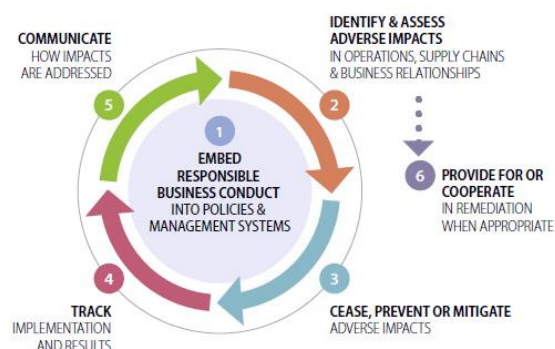 1
EMBED
RESPONSIBLE
BUSINESS CONDUCT
INTO POLICIES &
MANAGEMENT SYSTEMS
2
IDENTIFY & ASSESS
ADVERSE IMPACTS
IN OPERATIONS, SUPPLY CHAINS
& BUSINESS RELATIONSHIPS
3
CEASE, PREVENT OR MITIGATE
ADVERSE IMPACTS
4
TRACK
IMPLEMENTATION
AND RESULTS
5
COMMUNICATE
HOW IMPACTS
ARE ADDRESSED
6
PROVIDE FOR OR
COOPERATE
IN REMEDIATION
WHEN APPROPRIATE